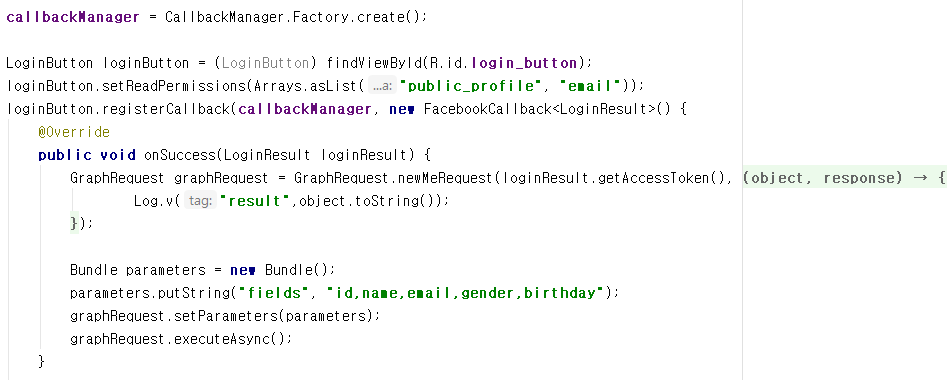 callbackManager = CallbackManager.Factory.create();
LoginButton loginButton = (LoginButton) findViewById(R.id.login_button);
loginButton.setReadPermissions(Arrays.asList( ...a: "public_profile", "email"));
loginButton.registerCallback(callbackManager, new FacebookCallback<LoginResult>() {
@Override
public void onSuccess(LoginResult loginResult) {
GraphRequest graphRequest = GraphRequest.newMeRequest(loginResult.getAccessToken(), (object, response) → {
Log.v( tag: "result",object.toString());
});
Bundle parameters = new Bundle();
parameters.putString("fields", "id,name,email,gender,birthday");
graphRequest.setParameters(parameters);
graphRequest.executeAsync();
}